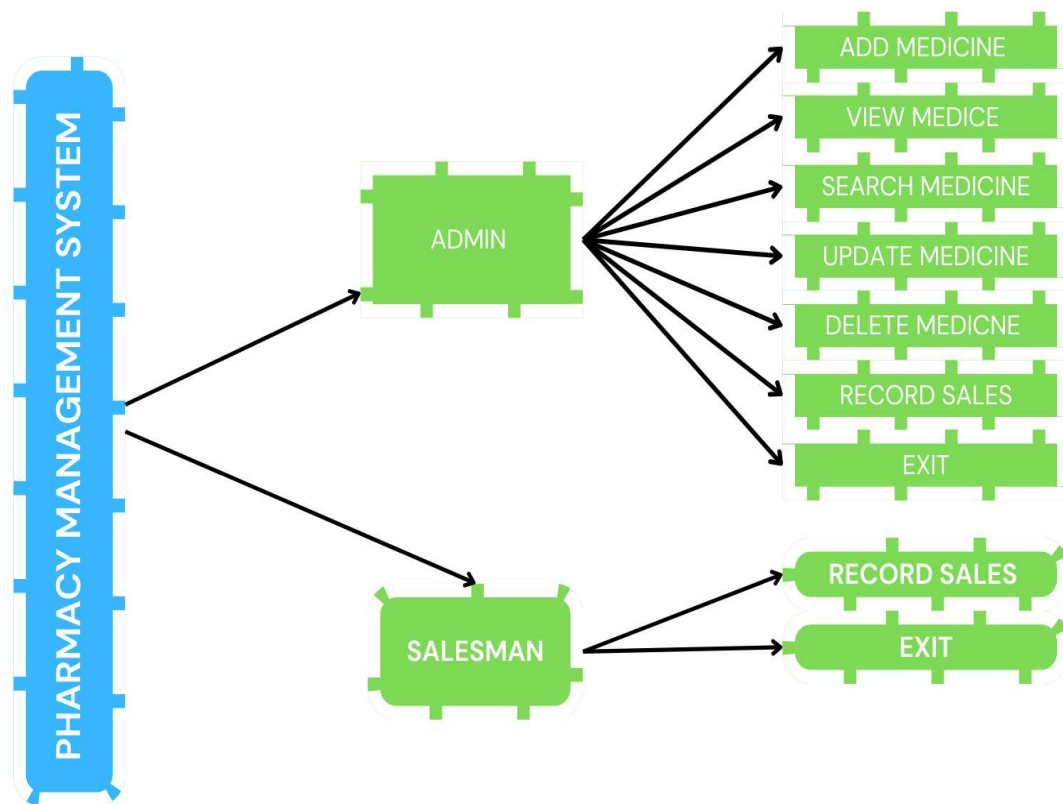 PHARMACY MANAGEMENT SYSTEM
ADMIN
ADD MEDICINE
VIEW MEDICE
SEARCH MEDICINE
UPDATE MEDICINE
DELETE MEDICNE
RECORD SALES
EXIT
SALESMAN
RECORD SALES
EXIT